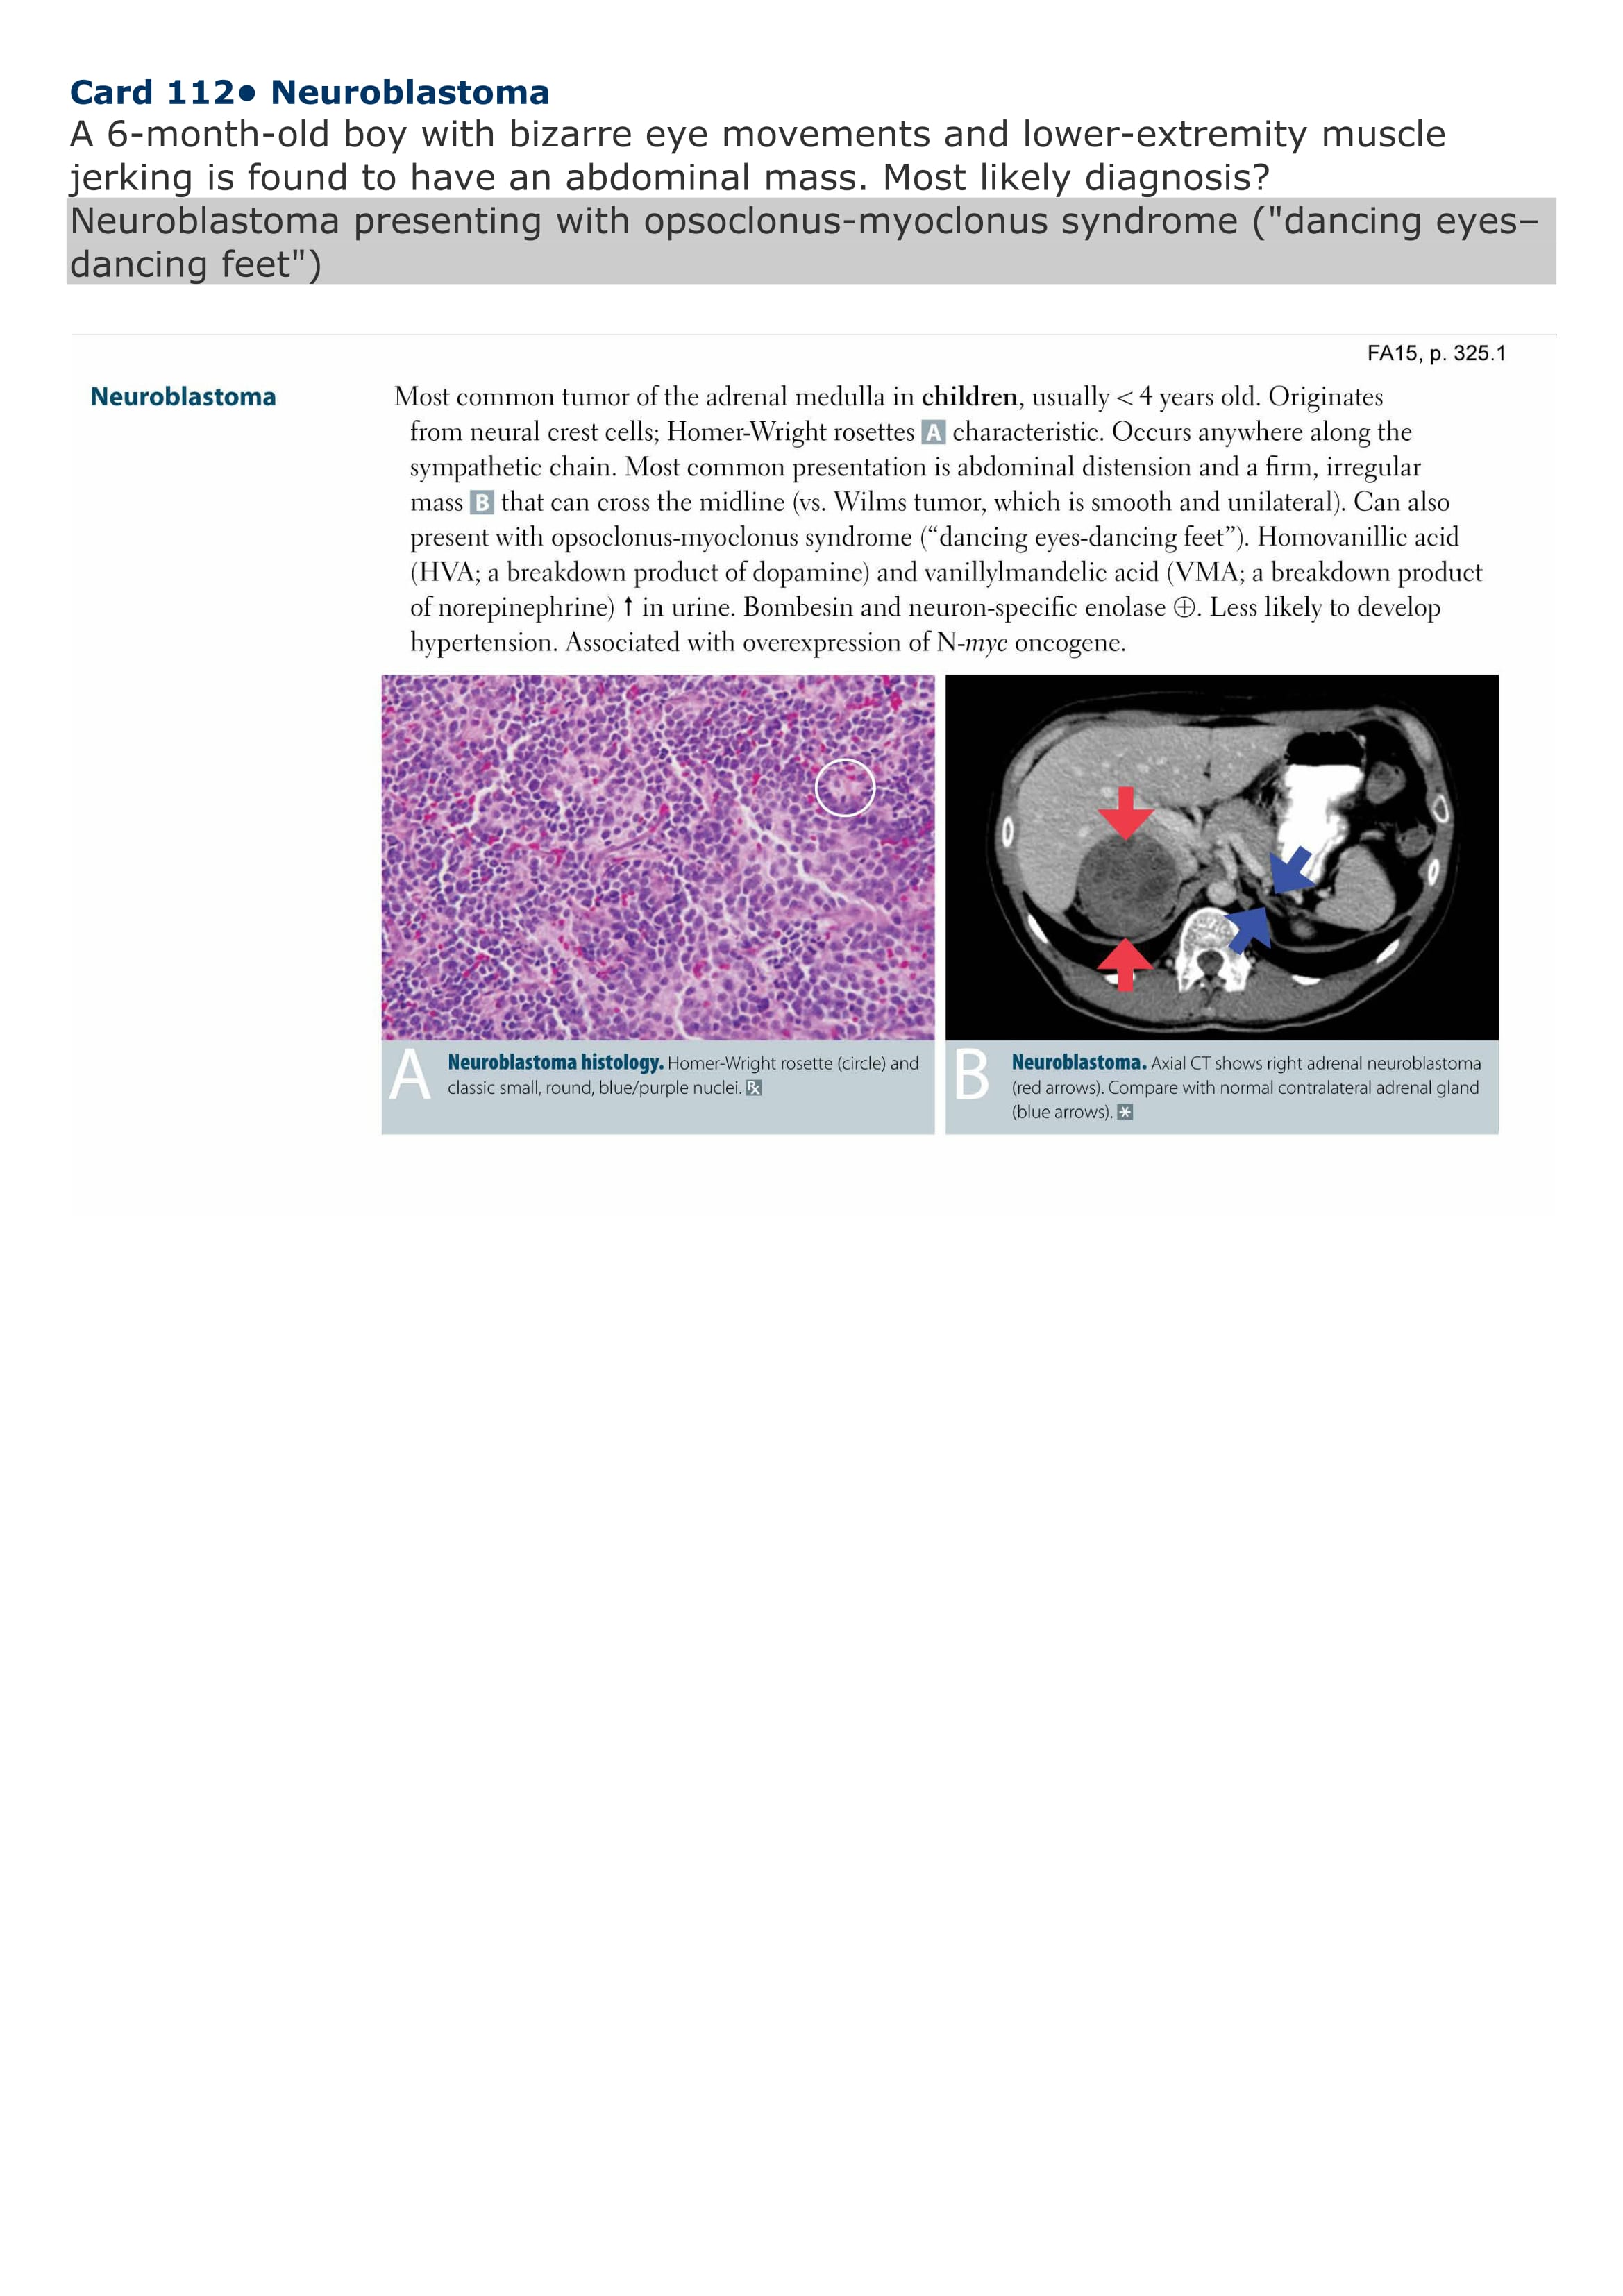 Card 112• Neuroblastoma
A 6-month-old boy with bizarre eye movements and lower-extremity muscle
jerking is found to have an abdominal mass. Most likely diagnosis?
Neuroblastoma presenting with opsoclonus-myoclonus syndrome ("dancing eyes–
dancing feet")
FA15, p. 325.1
Neuroblastoma
Most common tumor of the adrenal medulla in children, usually < 4 years old. Originates
from neural crest cells; Homer-Wright rosettes A characteristic. Occurs anywhere along the
sympathetic chain. Most common presentation is abdominal distension and a firm, irregular
mass B that can cross the midline (vs. Wilms tumor, which is smooth and unilateral). Can also
present with opsoclonus-myoclonus syndrome (“dancing eyes-dancing feet”). Homovanillic acid
(HVA; a breakdown product of dopamine) and vanillylmandelic acid (VMA; a breakdown product
of norepinephrine) ↑ in urine. Bombesin and neuron-specific enolase ⊕. Less likely to develop
hypertension. Associated with overexpression of N-myc oncogene.
A
Neuroblastoma histology. Homer-Wright rosette (circle) and
classic small, round, blue/purple nuclei. ℞
B
Neuroblastoma. Axial CT shows right adrenal neuroblastoma
(red arrows). Compare with normal contralateral adrenal gland
(blue arrows). *